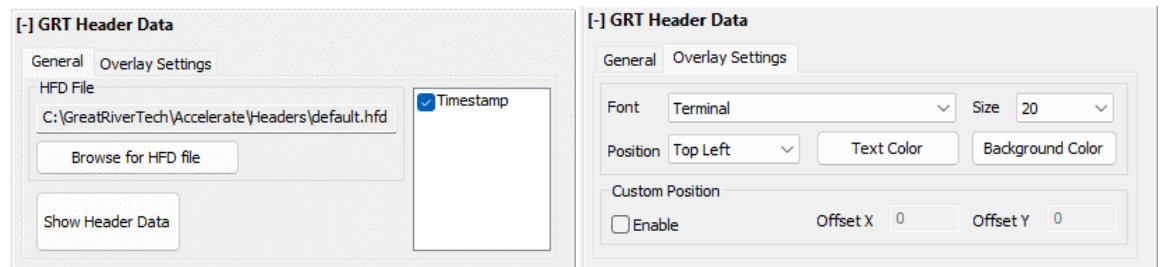 [-] GRT Header Data
General Overlay Settings
HFD File
C:\GreatRiverTech\Accelerate\Headers\default.hfd
Browse for HFD file
Show Header Data
Timestamp
[-] GRT Header Data
General Overlay Settings
Font Terminal Size 20
Position Top Left Text Color Background Color
Custom Position
Enable Offset X 0 Offset Y 0